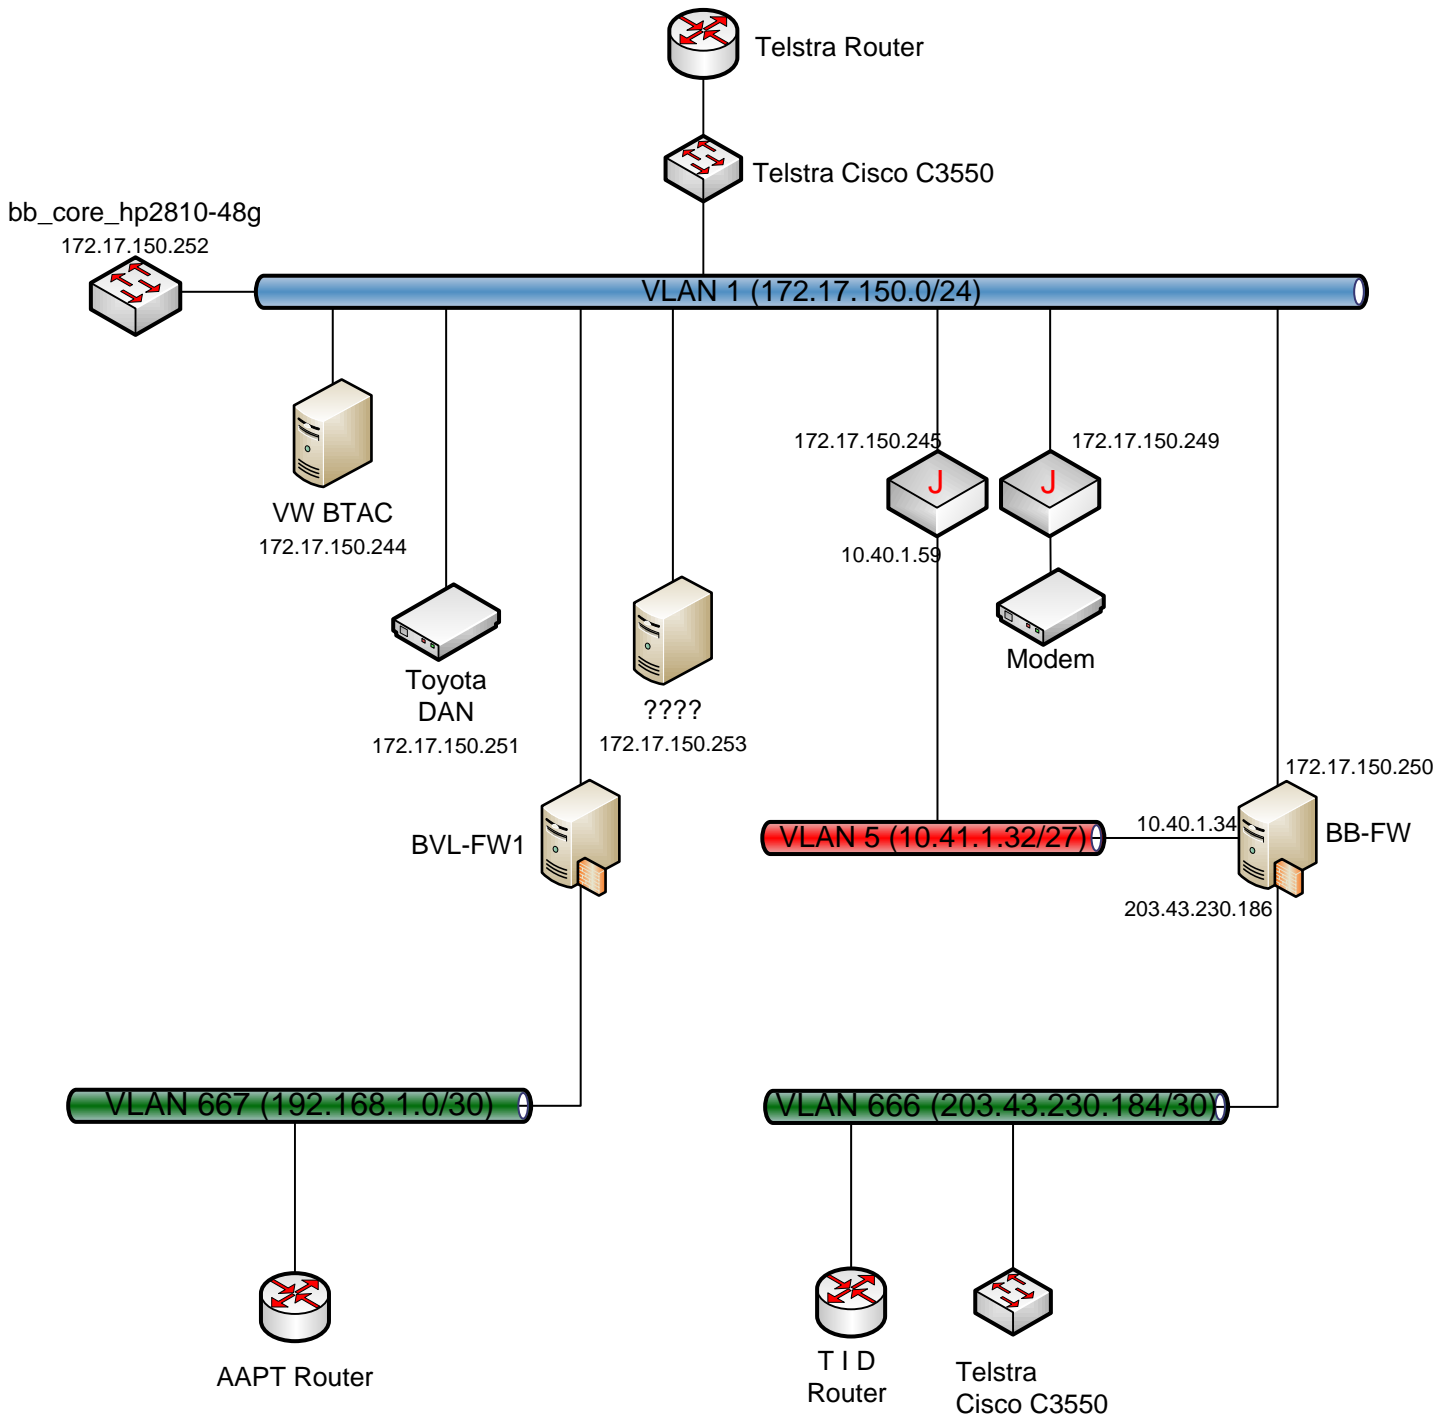 Telstra Router
Telstra Cisco C3550
bb_core_hp2810-48g
172.17.150.252
VLAN 1 (172.17.150.0/24)
172.17.150.245
172.17.150.249
J
J
VW BTAC
172.17.150.244
10.40.1.59
Modem
Toyota
DAN
172.17.150.251
????
172.17.150.253
172.17.150.250
BVL-FW1
VLAN 5 (10.41.1.32/27)
10.40.1.34
BB-FW
203.43.230.186
VLAN 667 (192.168.1.0/30)
VLAN 666 (203.43.230.184/30)
AAPT Router
T I D
Router
Telstra
Cisco C3550